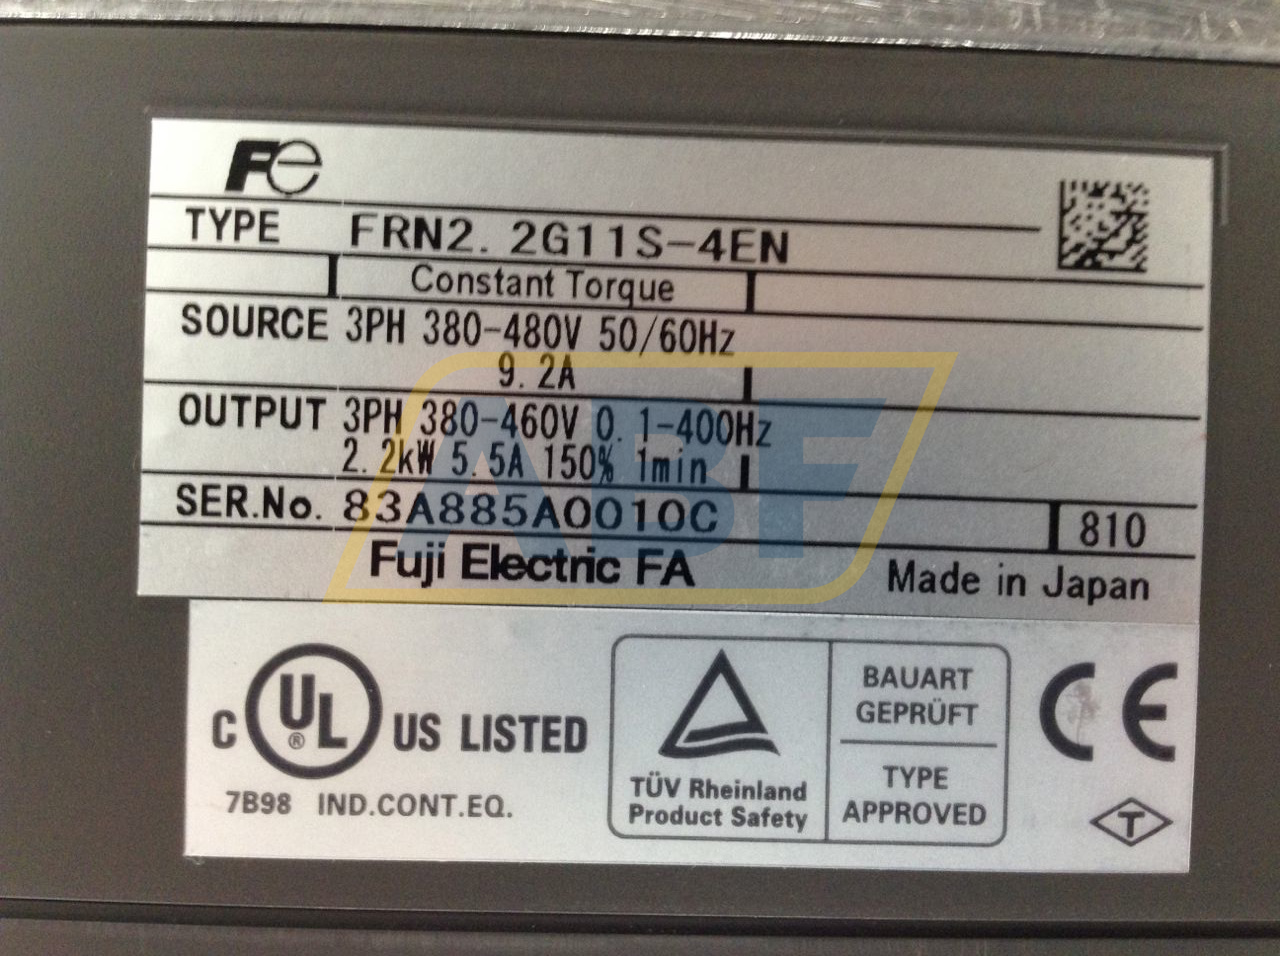 Fe
TYPE FRN2.2G11S-4EN
Constant Torque
SOURCE 3PH 380-480V 50/60Hz
9.2A
OUTPUT 3PH 380-460V 0.1-400Hz
2.2kW 5.5A 150% 1min
SER.No. 83A885A0010C 810
Fuji Electric FA Made in Japan
ABF
C UL ® US LISTED
7B98 IND.CONT.EQ.
TÜV Rheinland
Product Safety
BAUART
GEPRÜFT
TYPE
APPROVED
CE
T